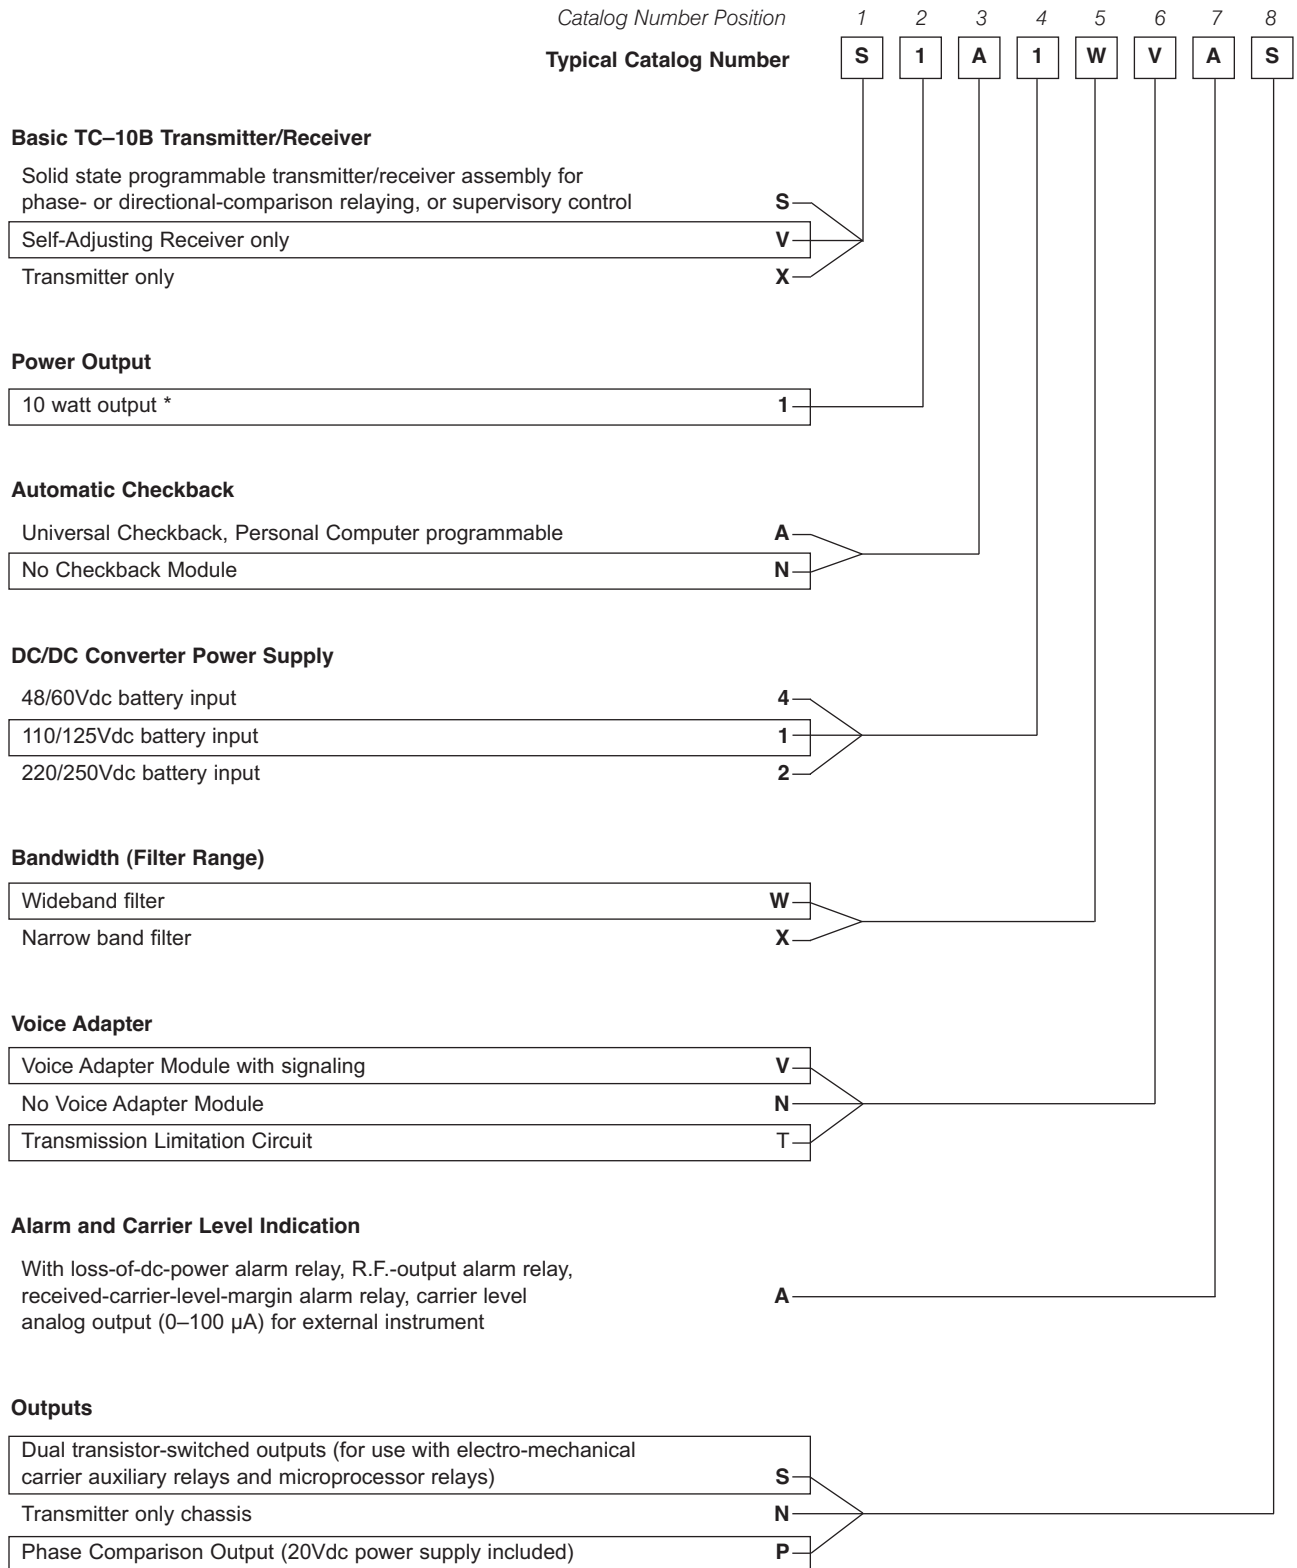 Catalog Number Position 1 2 3 4 5 6 7 8
Typical Catalog Number S 1 A 1 W V A S
Basic TC–10B Transmitter/Receiver
Solid state programmable transmitter/receiver assembly for
phase- or directional-comparison relaying, or supervisory control S
Self-Adjusting Receiver only V
Transmitter only X
Power Output
10 watt output * 1
Automatic Checkback
Universal Checkback, Personal Computer programmable A
No Checkback Module N
DC/DC Converter Power Supply
48/60Vdc battery input 4
110/125Vdc battery input 1
220/250Vdc battery input 2
Bandwidth (Filter Range)
Wideband filter W
Narrow band filter X
Voice Adapter
Voice Adapter Module with signaling V
No Voice Adapter Module N
Transmission Limitation Circuit T
Alarm and Carrier Level Indication
With loss-of-dc-power alarm relay, R.F.-output alarm relay,
received-carrier-level-margin alarm relay, carrier level A
analog output (0–100 µA) for external instrument
Outputs
Dual transistor-switched outputs (for use with electro-mechanical
carrier auxiliary relays and microprocessor relays) S
Transmitter only chassis N
Phase Comparison Output (20Vdc power supply included) P